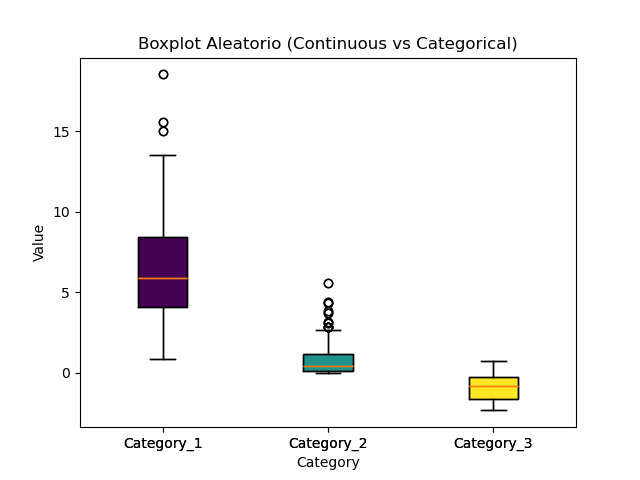 Boxplot Aleatorio (Continuous vs Categorical)
Value
15
10
5
0
Category_1 Category_2 Category_3
Category